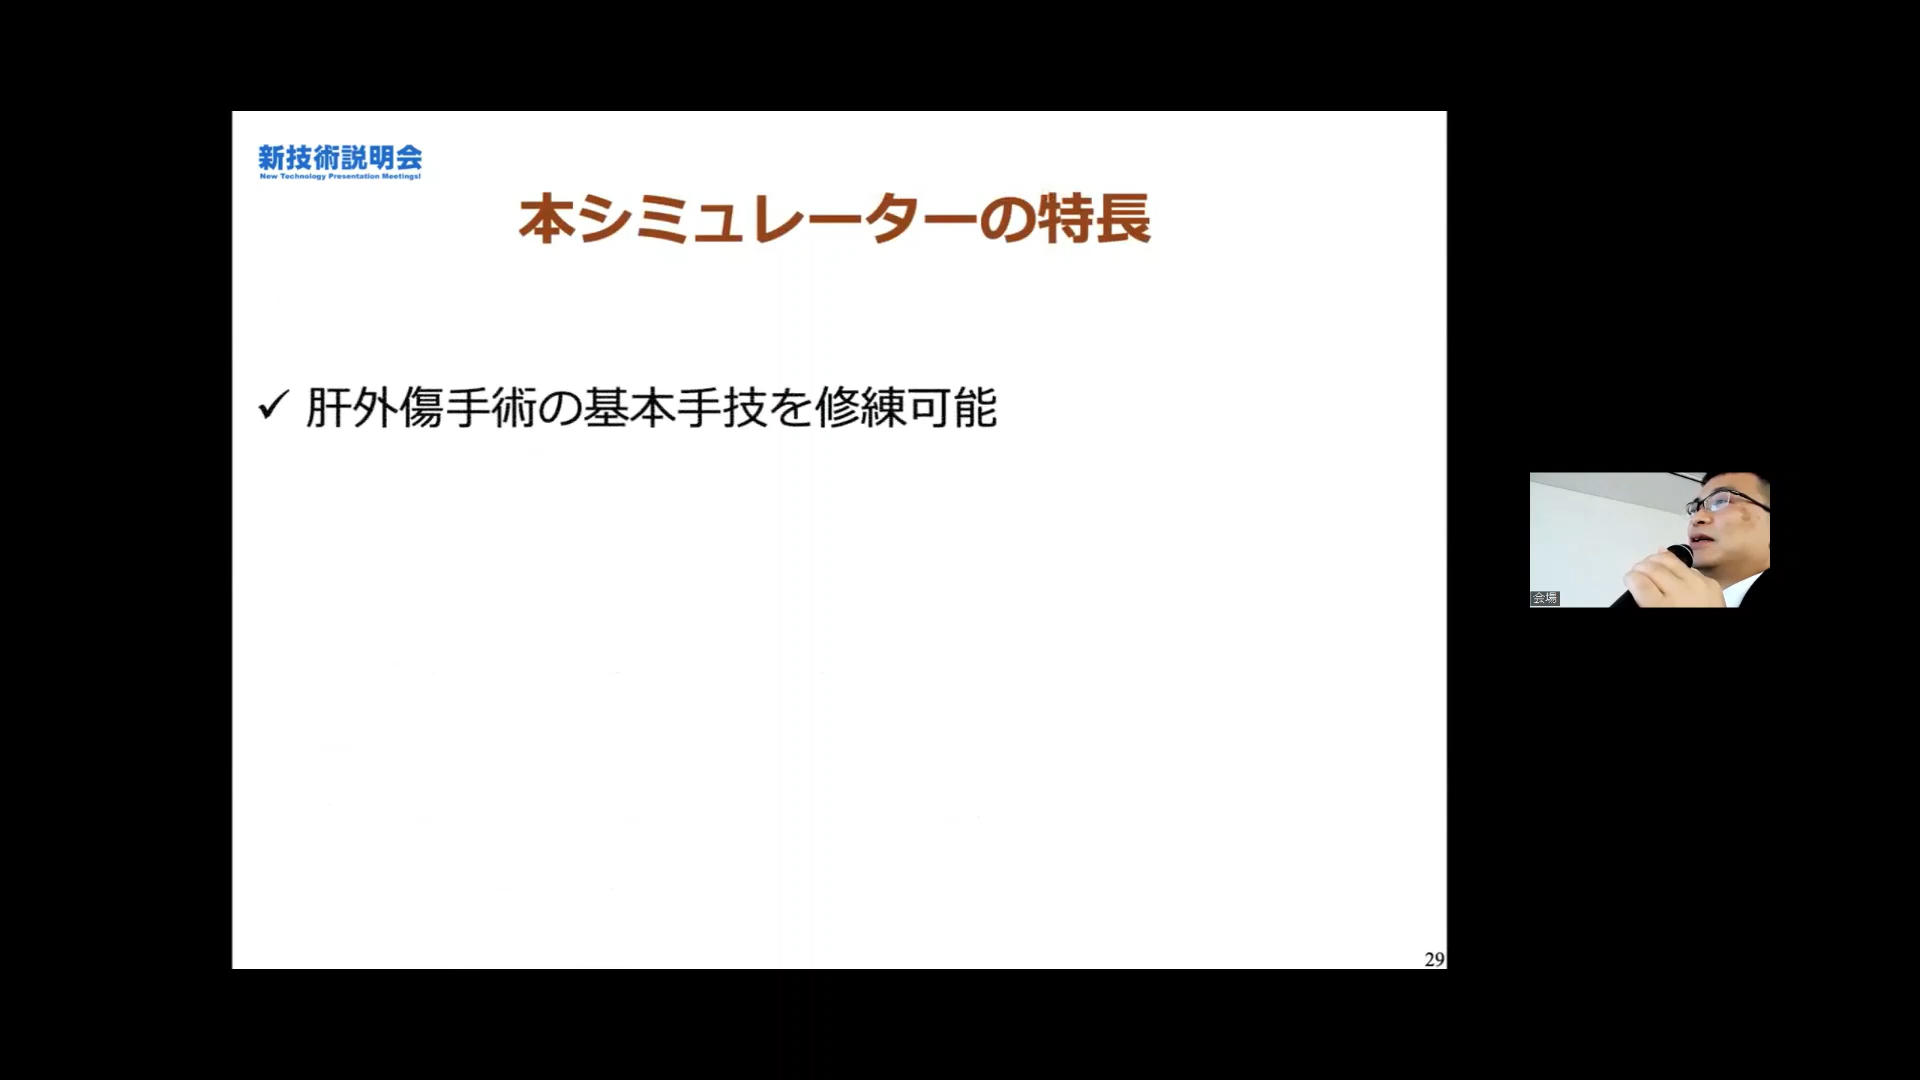 新技術説明会
New Technology Presentation Meetings!
本シミュレーターの特長
✓ 肝外傷手術の基本手技を修練可能
会場
29